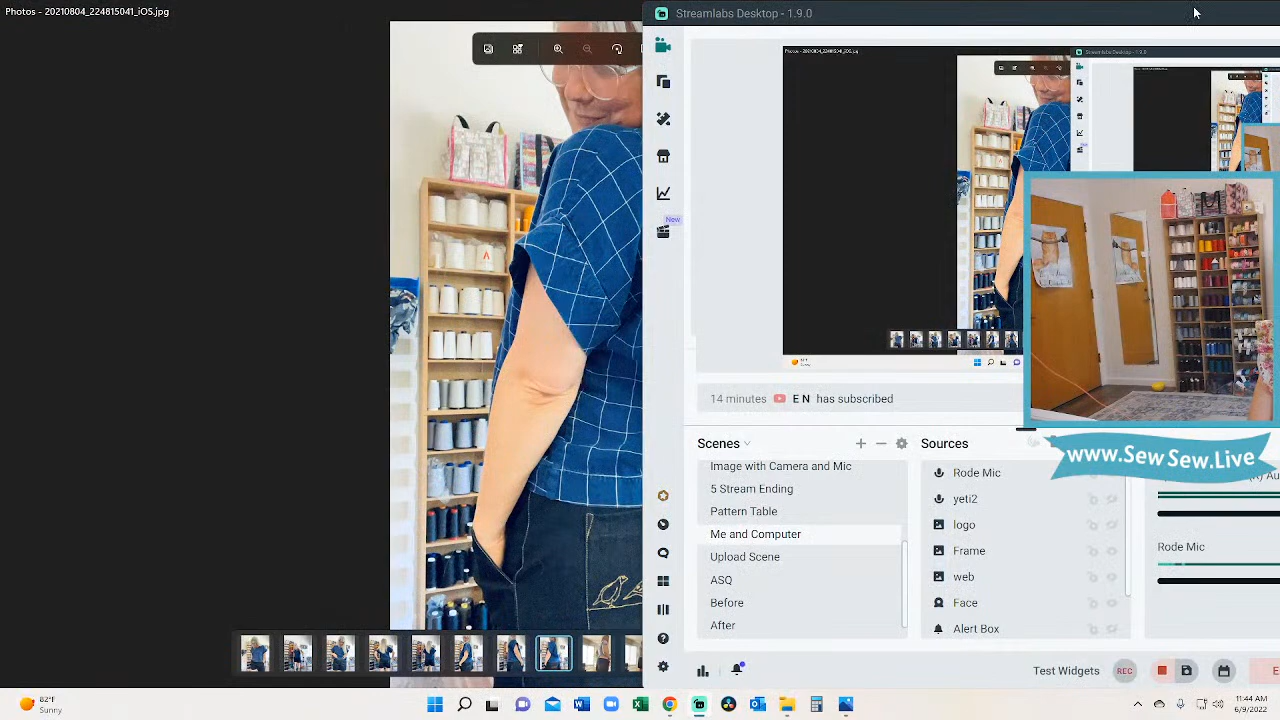 Photos - 20210804_224815041_iOS.jpg
Streamlabs Desktop - 1.9.0
New
14 minutes E N has subscribed
Scenes
Sources
Image with Camera and Mic
5 Stream Ending
Pattern Table
Me and Computer
Upload Scene
ASQ
Before
After
Rode Mic
yeti2
logo
Frame
web
Face
Alert Box
www.SewSew.Live
Rode Mic
Test Widgets
REC
82°F
Sunny
11:44 AM
6/9/2022